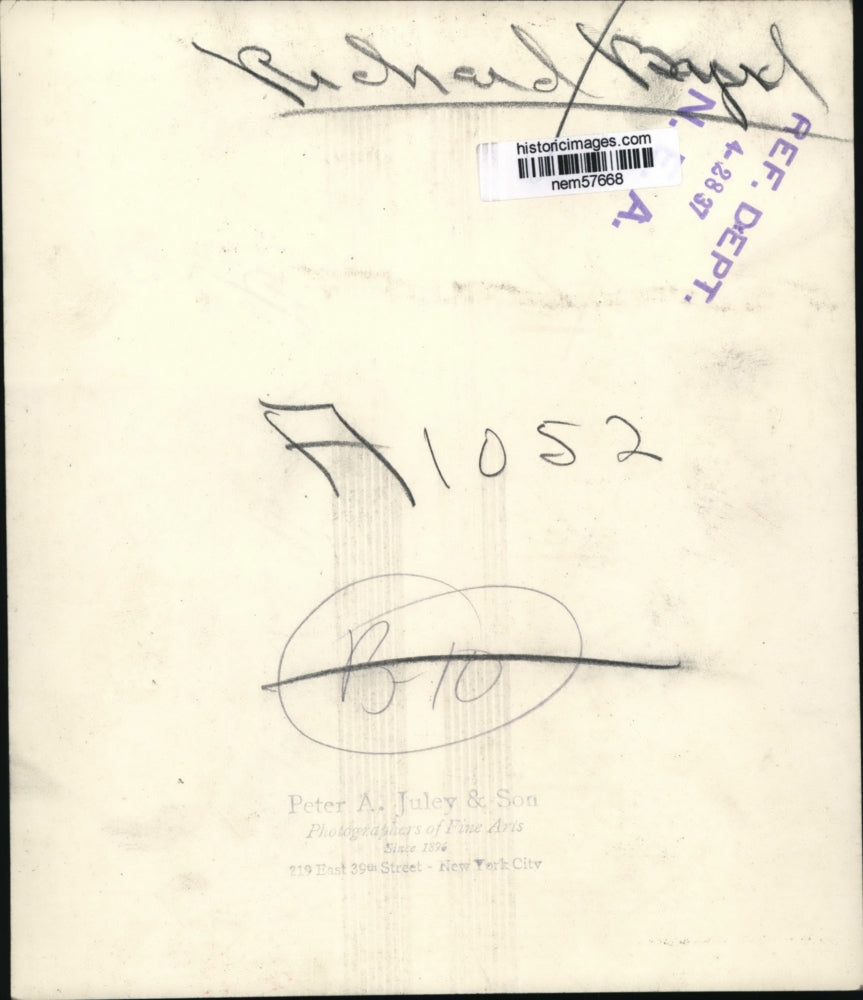 Richard Boyd
historicimages.com
nem57668
N. E. A.
REF. DEPT.
4-28 37
A 1052
B-10
Peter A. Juley & Son
Photographers of Fine Arts
Since 1896
219 East 39th Street - New York City